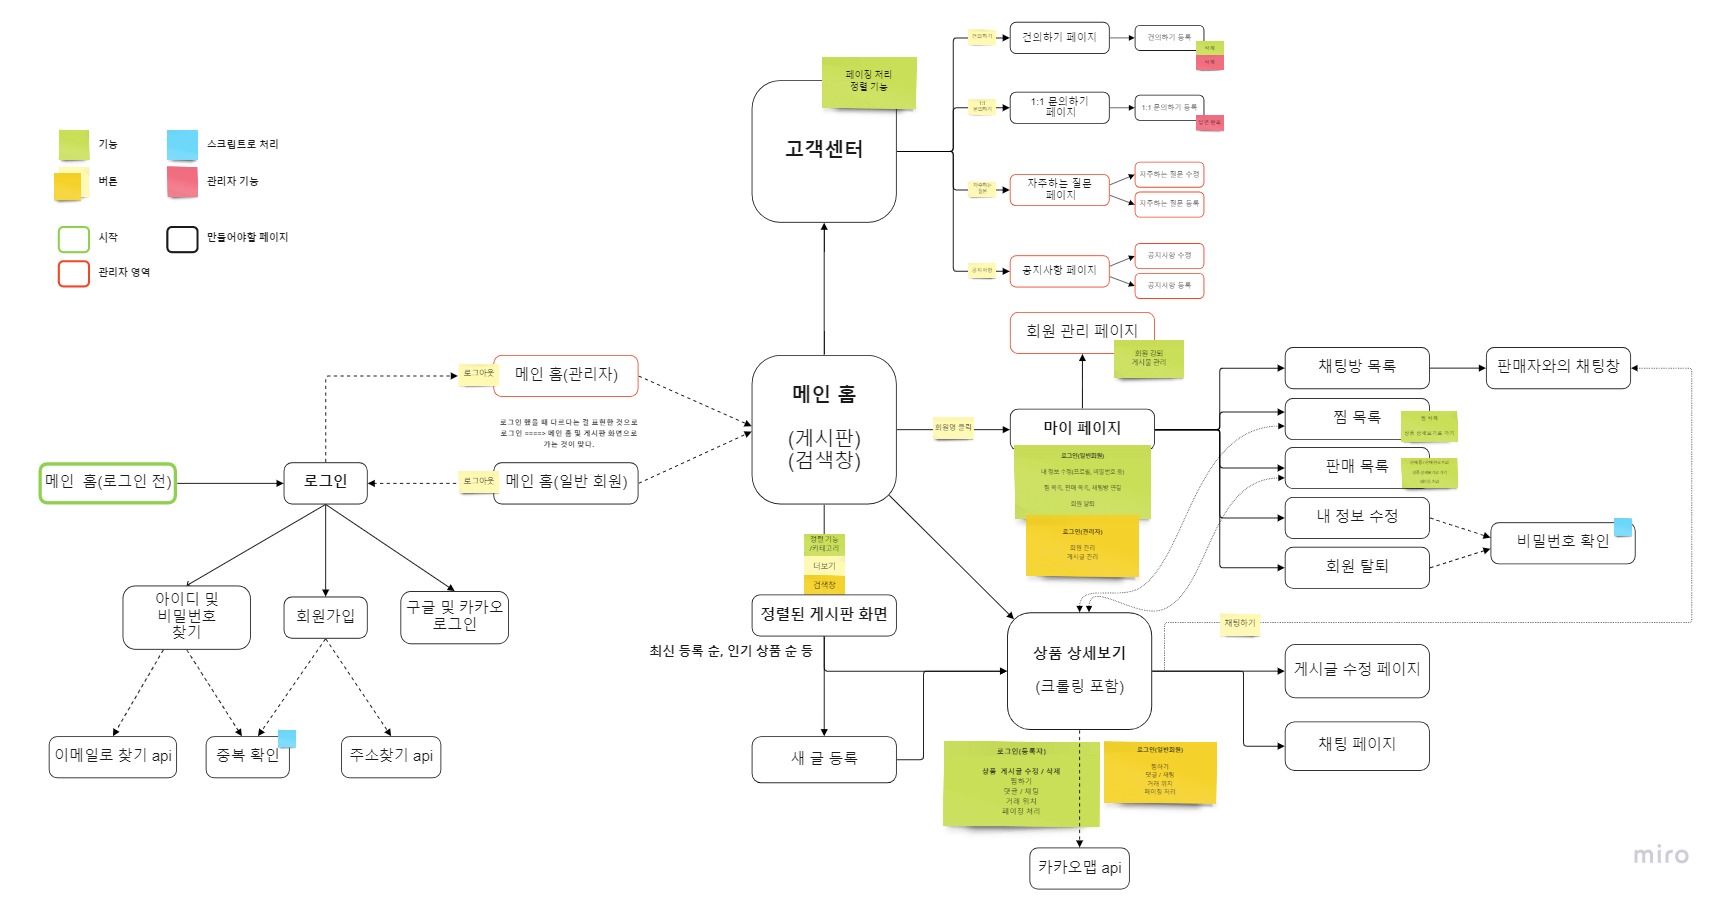 기능
스크립트로 처리
버튼
관리자 기능
시작
만들어야할 페이지
관리자 영역
페이징 처리
정렬 기능
고객센터
건의하기
건의하기 페이지
건의하기 등록
삭제
삭제
1:1
문의하기
1:1 문의하기
페이지
1:1 문의하기 등록
자주하는
질문
자주하는 질문
페이지
자주하는 질문 수정
자주하는 질문 등록
공지사항
공지사항 페이지
공지사항 수정
공지사항 등록
회원 관리 페이지
회원 강퇴
게시물 관리
로그아웃
메인 홈(관리자)
로그인 했을 때 다르다는 걸 표현한 것으로
로그인 ====> 메인 홈 및 게시판 화면으로
가는 것이 맞다.
로그아웃
메인 홈(일반 회원)
메인 홈(로그인 전)
로그인
메인 홈
(게시판)
(검색창)
회원명 클릭
마이 페이지
로그인(일반회원)
내 정보 수정(프로필, 비밀번호 등)
찜 목록, 판매 목록, 채팅방 연결
회원 탈퇴
로그인(관리자)
회원 관리
게시글 관리
채팅방 목록
판매자와의 채팅창
찜 목록
찜 삭제
상품 상세보기로 가기
판매 목록
내 정보 수정
회원 탈퇴
비밀번호 확인
아이디 및
비밀번호
찾기
회원가입
구글 및 카카오
로그인
이메일로 찾기 api
중복 확인
주소찾기 api
정렬 기능
/카테고리
더보기
검색창
정렬된 게시판 화면
최신 등록 순, 인기 상품 순 등
새 글 등록
상품 상세보기
(크롤링 포함)
채팅하기
게시글 수정 페이지
채팅 페이지
로그인(등록자)
상품 게시글 수정 / 삭제
찜하기
댓글 / 채팅
거래 위치
페이징 처리
로그인(일반회원)
찜하기
댓글 / 채팅
거래 위치
페이징 처리
카카오맵 api
miro